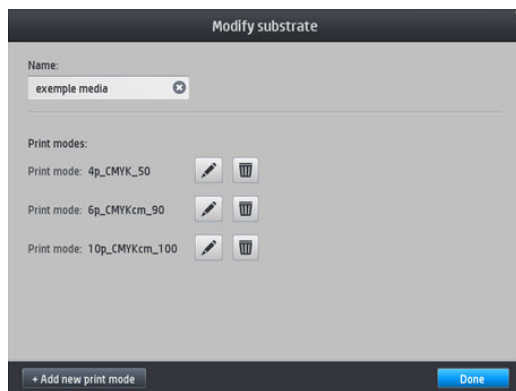 Modify substrate
Name:
exemple media
Print modes:
Print mode: 4p_CMYK_50
Print mode: 6p_CMYKcm_90
Print mode: 10p_CMYKcm_100
+ Add new print mode
Done